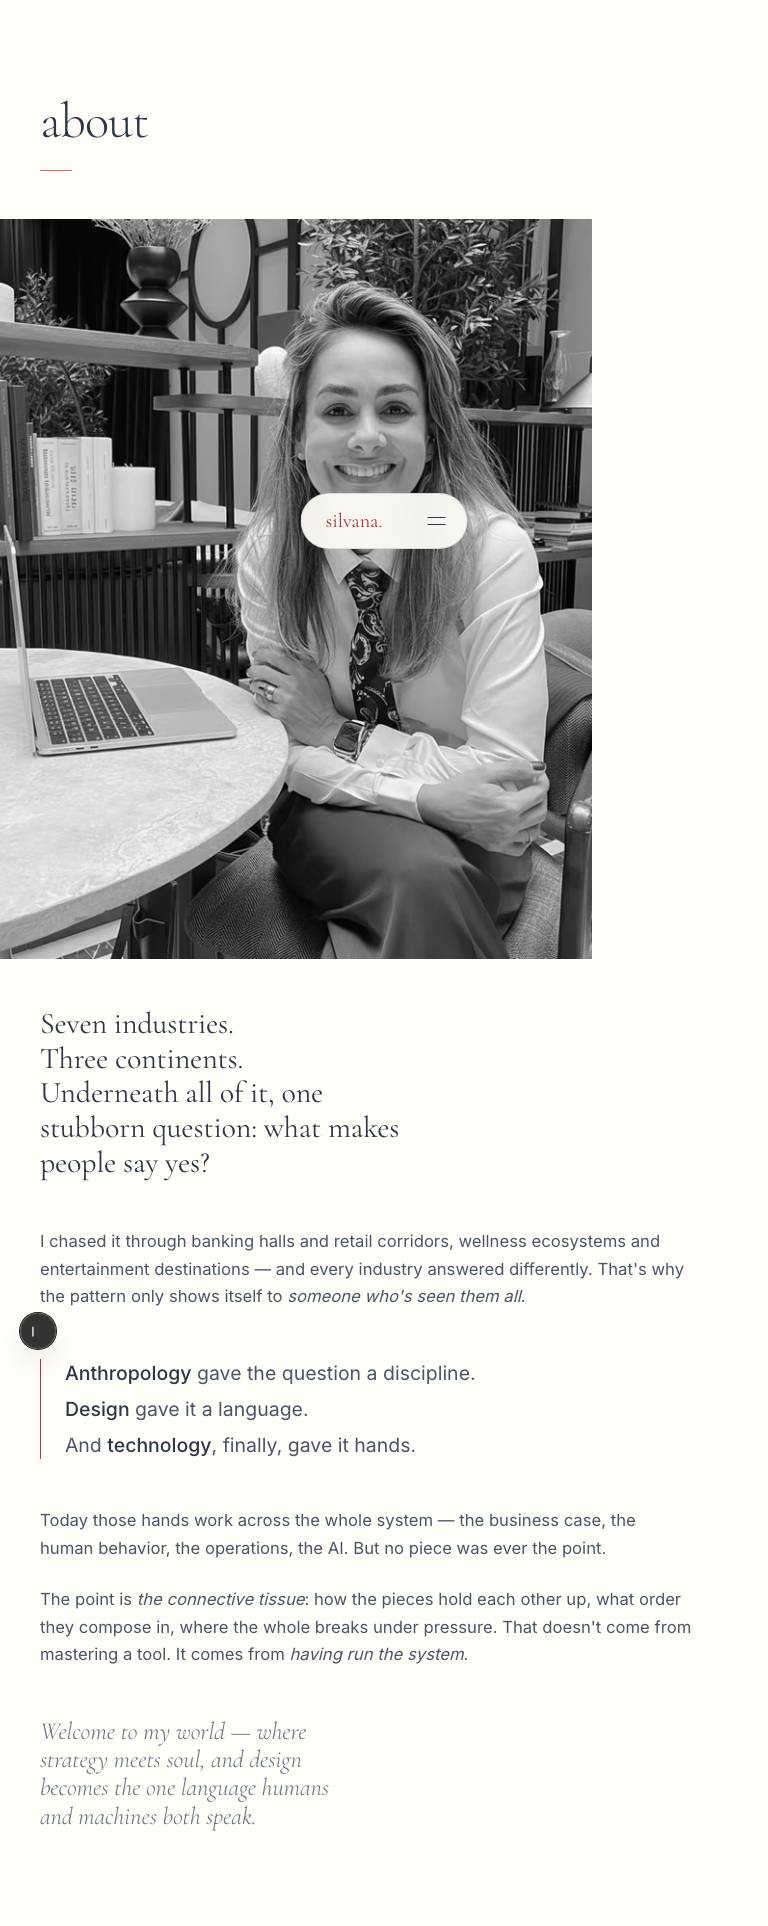 about
silvana.
Seven industries.
Three continents.
Underneath all of it, one
stubborn question: what makes
people say yes?
I chased it through banking halls and retail corridors, wellness ecosystems and
entertainment destinations — and every industry answered differently. That's why
the pattern only shows itself to someone who's seen them all.
I
Anthropology gave the question a discipline.
Design gave it a language.
And technology, finally, gave it hands.
Today those hands work across the whole system — the business case, the
human behavior, the operations, the AI. But no piece was ever the point.
The point is the connective tissue: how the pieces hold each other up, what order
they compose in, where the whole breaks under pressure. That doesn't come from
mastering a tool. It comes from having run the system.
Welcome to my world — where
strategy meets soul, and design
becomes the one language humans
and machines both speak.